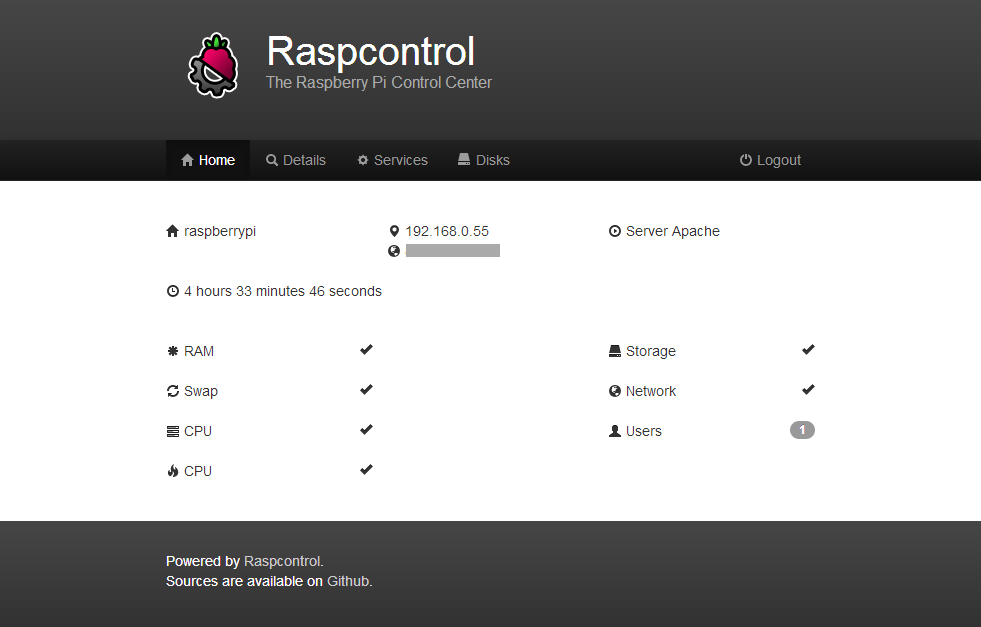 Raspcontrol
The Raspberry Pi Control Center
Home Details Services Disks Logout
raspberrypi 192.168.0.55 Server Apache
4 hours 33 minutes 46 seconds
RAM Storage
Swap Network
CPU Users 1
CPU
Powered by Raspcontrol.
Sources are available on Github.